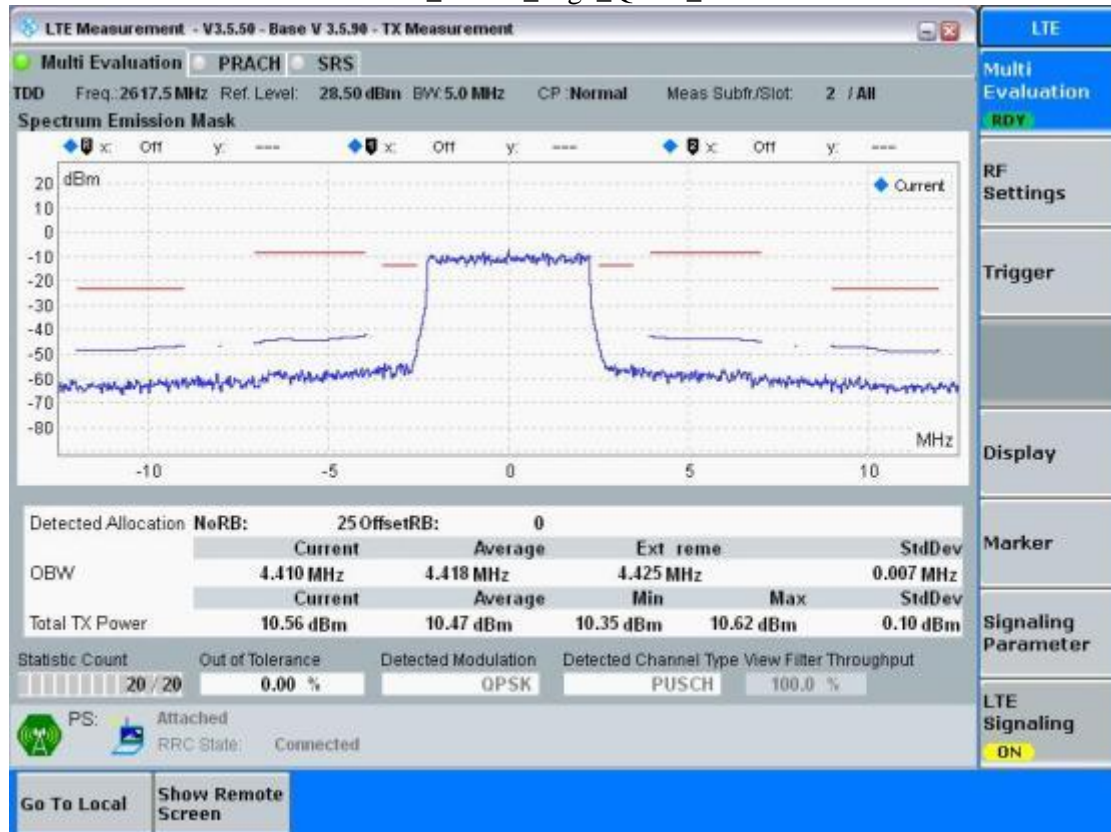 LTE Measurement - V3.5.50 - Base V 3.5.90 - TX Measurement
LTE
Multi Evaluation PRACH SRS
Multi
Evaluation
RDY
TDD Freq.:2617.5 MHz Ref. Level: 28.50 dBm BW:5.0 MHz CP :Normal Meas Subfr./Slot: 2 / All
Spectrum Emission Mask
x: Off y: --- x: Off y: --- x: Off y: ---
dBm
Current
20
10
0
-10
-20
-30
-40
-50
-60
-70
-80
MHz
-10 -5 0 5 10
RF
Settings
Trigger
Display
Marker
Signaling
Parameter
LTE
Signaling
ON
Detected Allocation NoRB: 25 OffsetRB: 0
Current Average Ext reme StdDev
OBW 4.410 MHz 4.418 MHz 4.425 MHz 0.007 MHz
Current Average Min Max StdDev
Total TX Power 10.56 dBm 10.47 dBm 10.35 dBm 10.62 dBm 0.10 dBm
Statistic Count Out of Tolerance Detected Modulation Detected Channel Type View Filter Throughput
20 / 20 0.00 % QPSK PUSCH 100.0 %
PS: Attached
RRC State: Connected
Go To Local
Show Remote
Screen